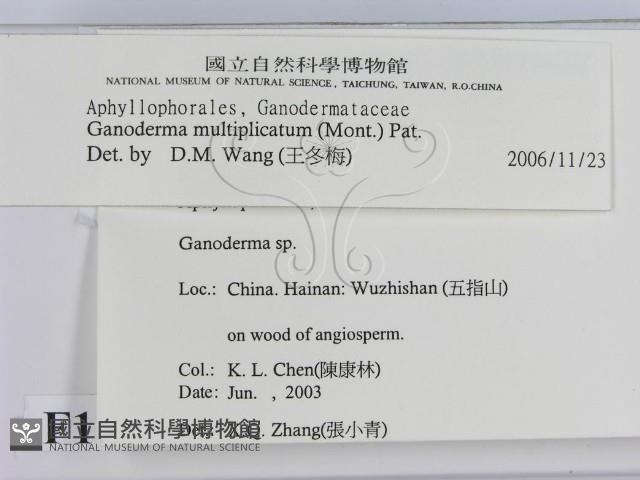 國立自然科學博物館
NATIONAL MUSEUM OF NATURAL SCIENCE, TAICHUNG, TAIWAN, R.O.CHINA
Aphyllophorales, Ganodermataceae
Ganoderma multiplicatum (Mont.) Pat.
Det. by D.M. Wang (王冬梅) 2006/11/23
Ganoderma sp.
Loc.: China. Hainan: Wuzhishan (五指山)
on wood of angiosperm.
Col.: K. L. Chen(陳康林)
Date: Jun. , 2003
Zhang(張小青)
F1
國立自然科學博物館
NATIONAL MUSEUM OF NATURAL SCIENCE